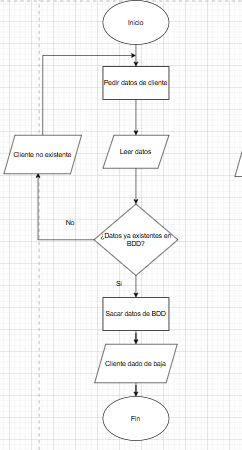 Inicio
Pedir datos de cliente
Cliente no existente
Leer datos
¿Datos ya existentes en
BDD?
No
Si
Sacar datos de BDD
Cliente dado de baja
Fin